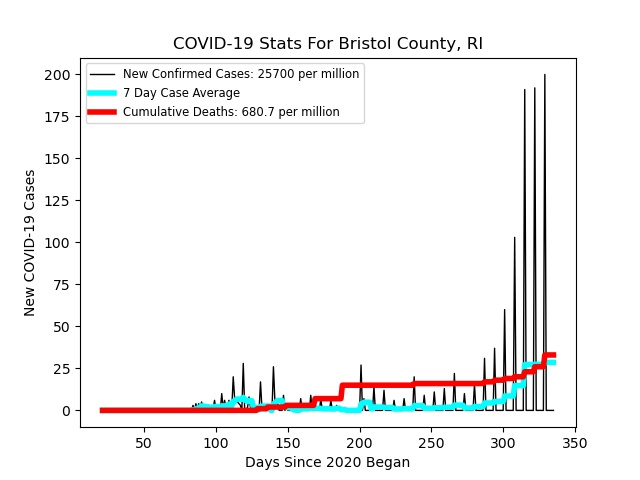 COVID-19 Stats For Bristol County, RI
New Confirmed Cases: 25700 per million
7 Day Case Average
Cumulative Deaths: 680.7 per million
New COVID-19 Cases
200
175
150
125
100
75
50
25
0
50 100 150 200 250 300 350
Days Since 2020 Began